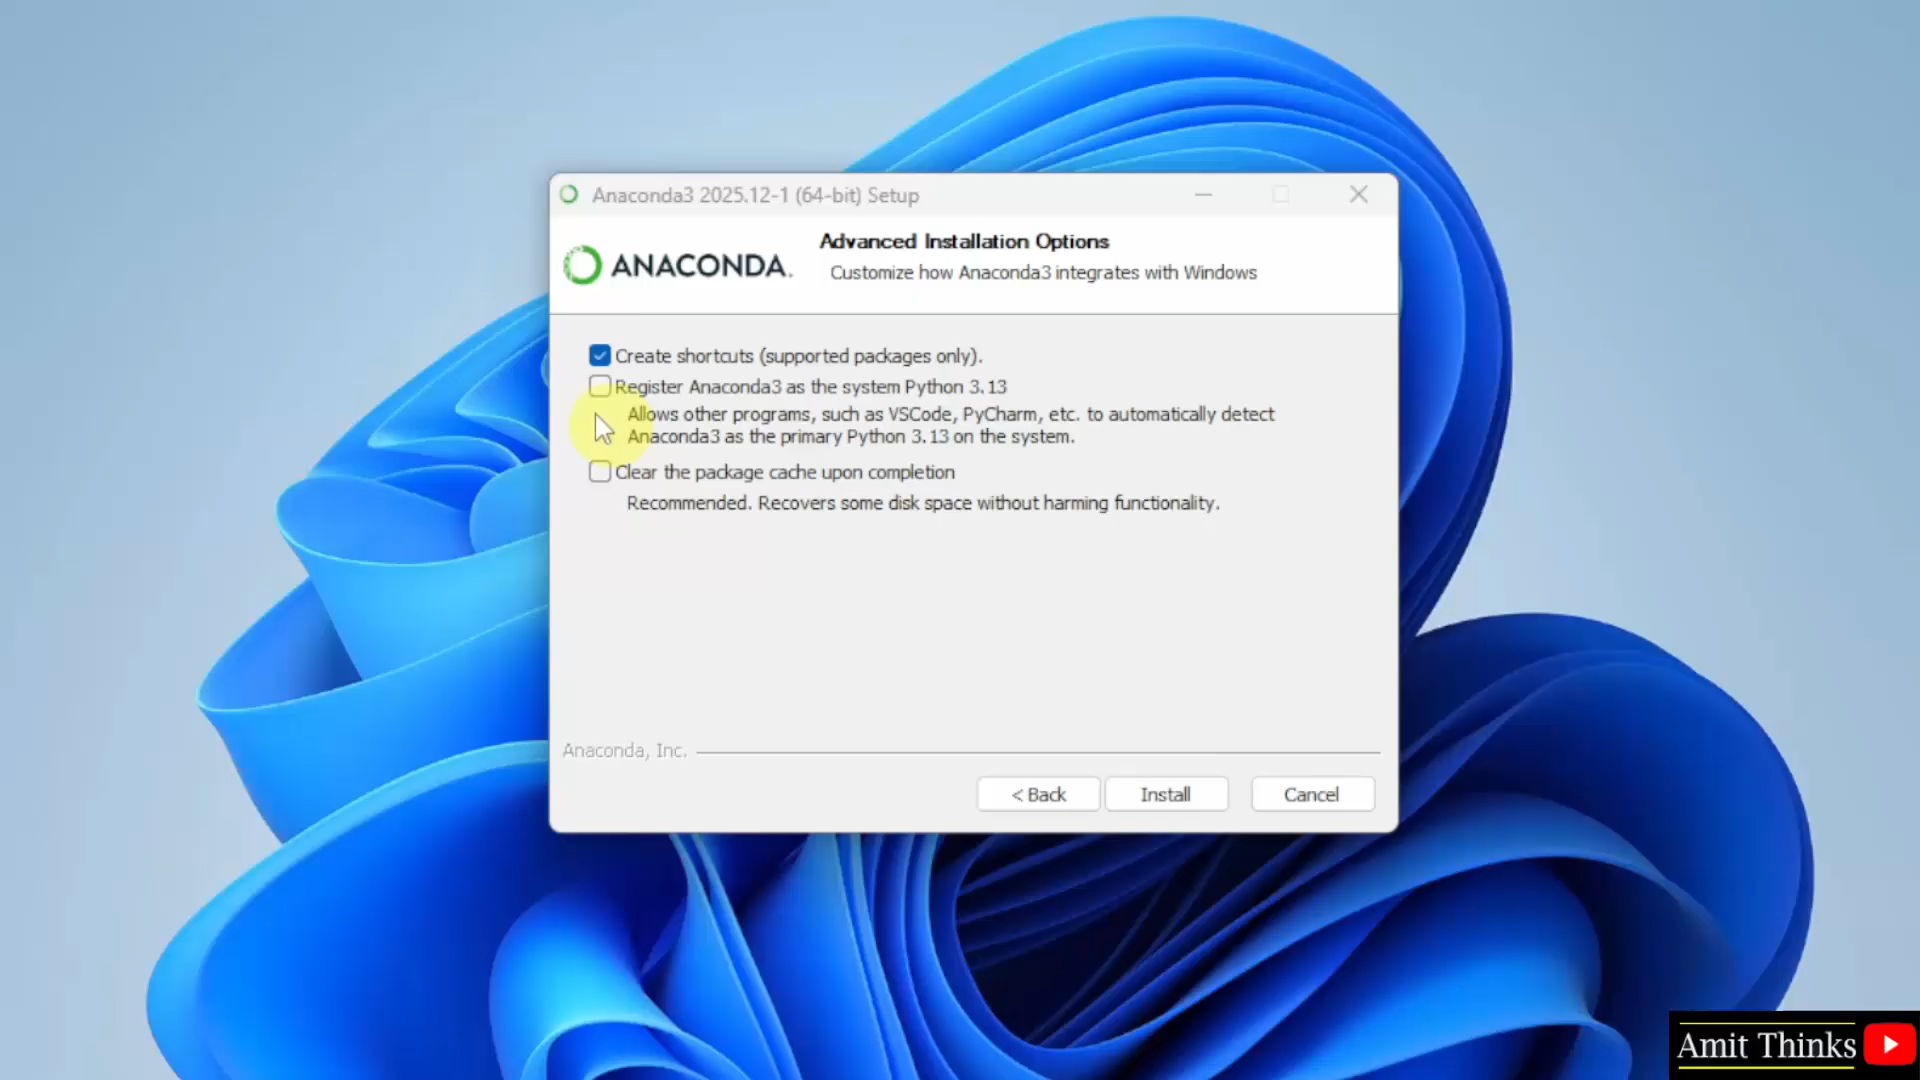 Anaconda3 2025.12-1 (64-bit) Setup
ANACONDA.
Advanced Installation Options
Customize how Anaconda3 integrates with Windows
Create shortcuts (supported packages only).
Register Anaconda3 as the system Python 3.13
Allows other programs, such as VSCode, PyCharm, etc. to automatically detect
Anaconda3 as the primary Python 3.13 on the system.
Clear the package cache upon completion
Recommended. Recovers some disk space without harming functionality.
Anaconda, Inc.
< Back
Install
Cancel
Amit Thinks